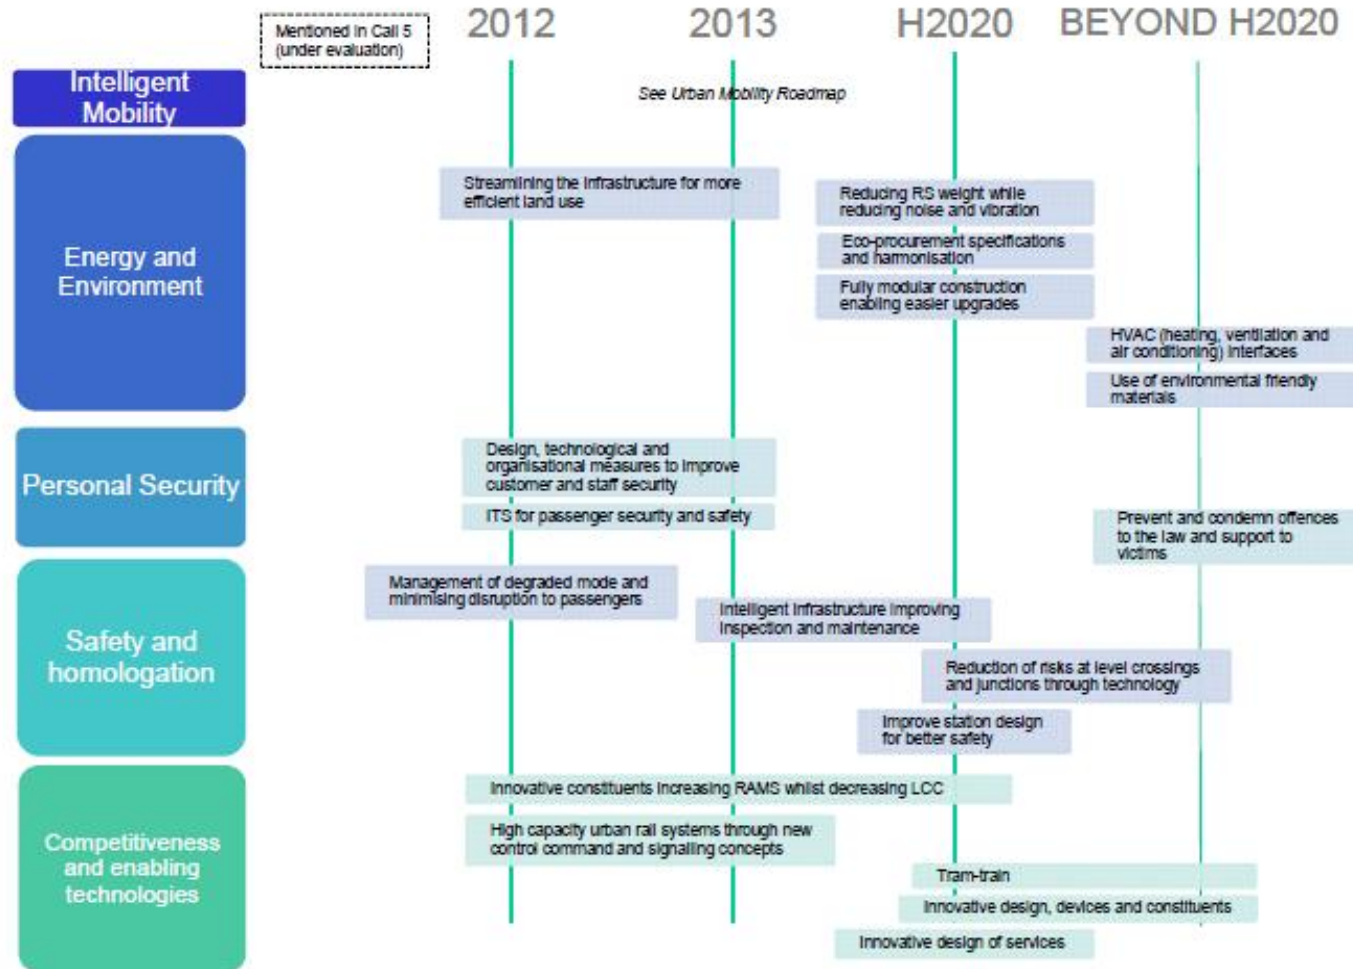 Mentioned in Call 5
(under evaluation)
2012
2013
H2020
BEYOND H2020
Intelligent
Mobility
See Urban Mobility Roadmap
Energy and
Environment
Streamlining the infrastructure for more
efficient land use
Reducing RS weight while
reducing noise and vibration
Eco-procurement specifications
and harmonisation
Fully modular construction
enabling easier upgrades
HVAC (heating, ventilation and
air conditioning) interfaces
Use of environmental friendly
materials
Personal Security
Design, technological and
organisational measures to improve
customer and staff security
ITS for passenger security and safety
Prevent and condemn offences
to the law and support to
victims
Safety and
homologation
Management of degraded mode and
minimising disruption to passengers
Intelligent infrastructure improving
inspection and maintenance
Reduction of risks at level crossings
and junctions through technology
Improve station design
for better safety
Competitiveness
and enabling
technologies
Innovative constituents increasing RAMS whilst decreasing LCC
High capacity urban rail systems through new
control command and signalling concepts
Tram-train
Innovative design, devices and constituents
Innovative design of services